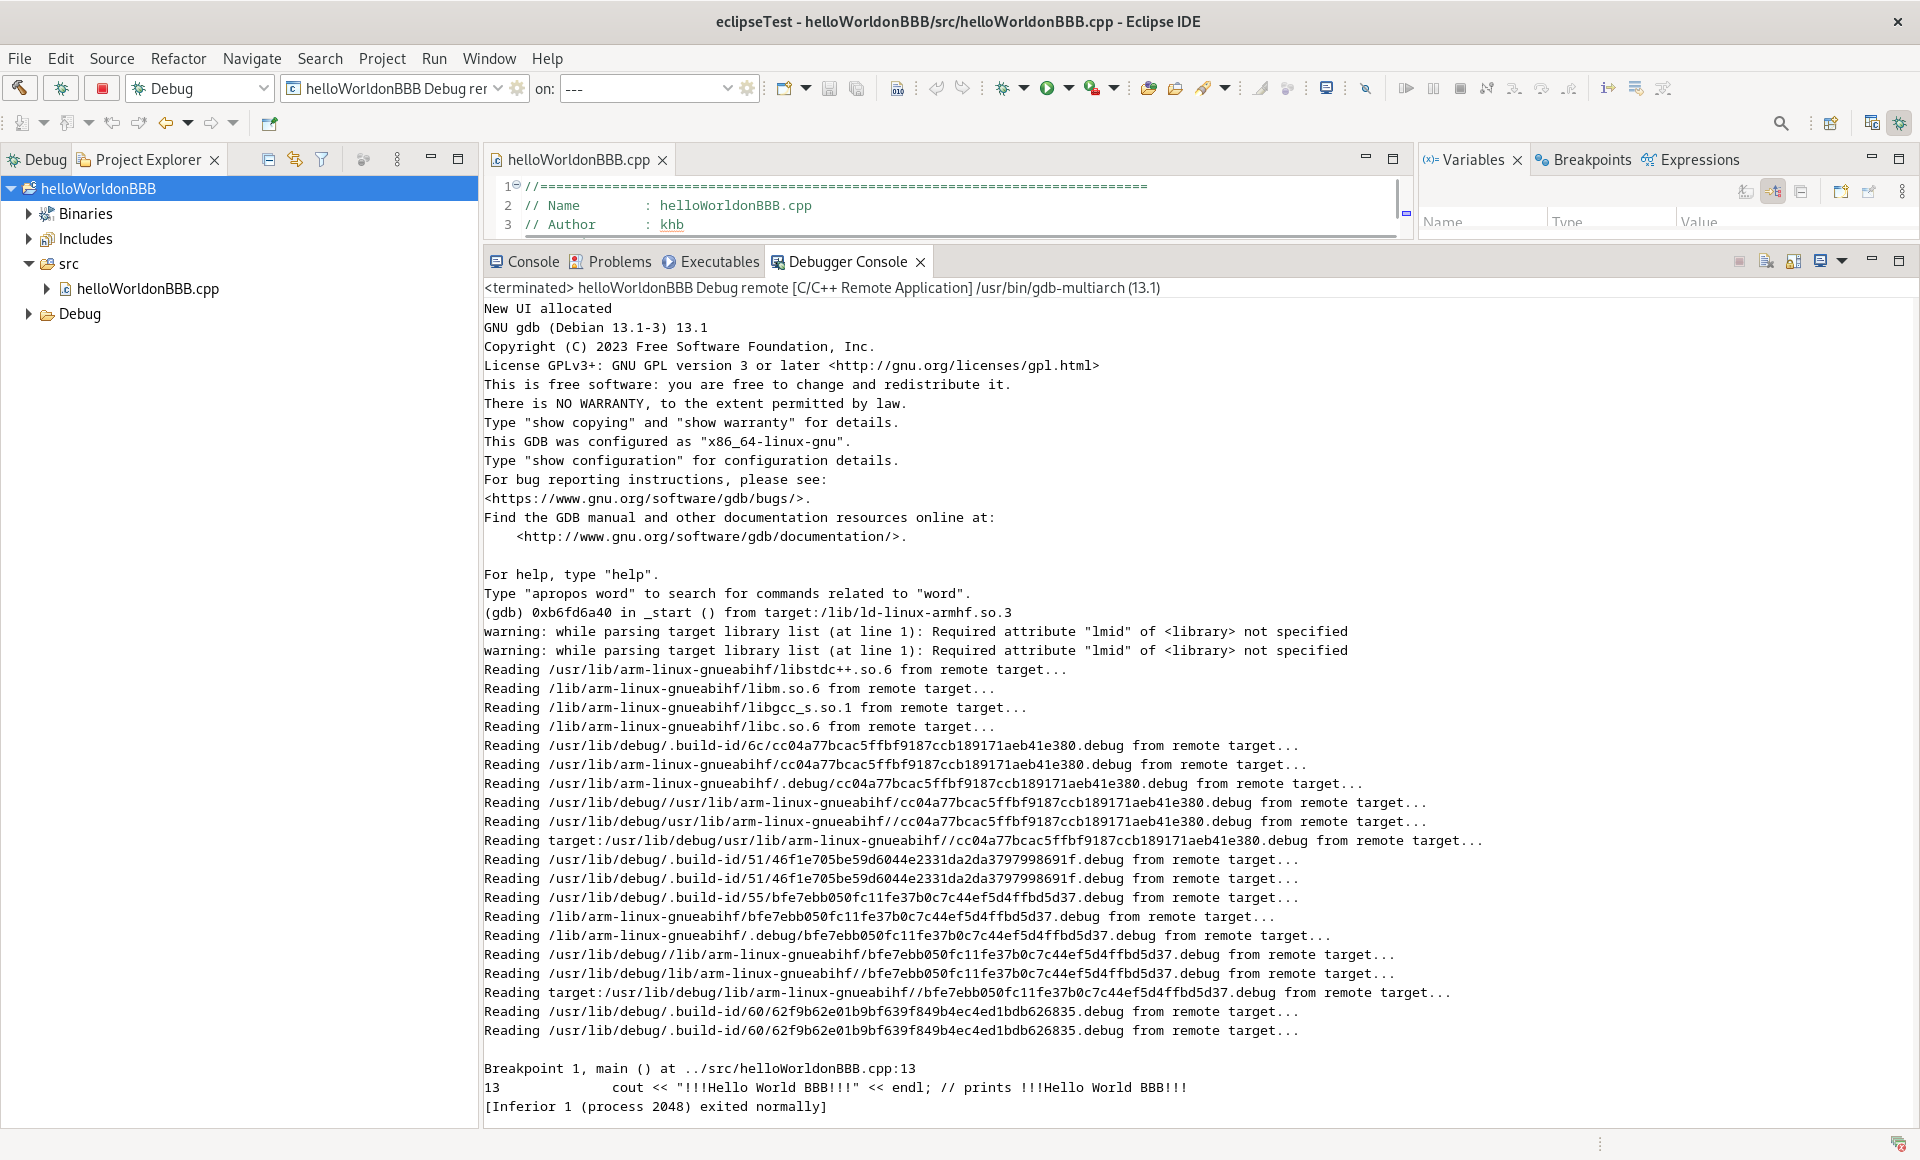 eclipseTest - helloWorldonBBB/src/helloWorldonBBB.cpp - Eclipse IDE
File Edit Source Refactor Navigate Search Project Run Window Help
Debug helloWorldonBBB Debug rer on: ---
Debug Project Explorer
helloWorldonBBB
Binaries
Includes
src
helloWorldonBBB.cpp
Debug
helloWorldonBBB.cpp
1 //============================================================================
2 // Name        : helloWorldonBBB.cpp
3 // Author      : khb
Variables Breakpoints Expressions
Name Type Value
Console Problems Executables Debugger Console
<terminated> helloWorldonBBB Debug remote [C/C++ Remote Application] /usr/bin/gdb-multiarch (13.1)
New UI allocated
GNU gdb (Debian 13.1-3) 13.1
Copyright (C) 2023 Free Software Foundation, Inc.
License GPLv3+: GNU GPL version 3 or later <http://gnu.org/licenses/gpl.html>
This is free software: you are free to change and redistribute it.
There is NO WARRANTY, to the extent permitted by law.
Type "show copying" and "show warranty" for details.
This GDB was configured as "x86_64-linux-gnu".
Type "show configuration" for configuration details.
For bug reporting instructions, please see:
<https://www.gnu.org/software/gdb/bugs/>.
Find the GDB manual and other documentation resources online at:
    <http://www.gnu.org/software/gdb/documentation/>.
For help, type "help".
Type "apropos word" to search for commands related to "word".
(gdb) 0xb6fd6a40 in _start () from target:/lib/ld-linux-armhf.so.3
warning: while parsing target library list (at line 1): Required attribute "lmid" of <library> not specified
warning: while parsing target library list (at line 1): Required attribute "lmid" of <library> not specified
Reading /usr/lib/arm-linux-gnueabihf/libstdc++.so.6 from remote target...
Reading /lib/arm-linux-gnueabihf/libm.so.6 from remote target...
Reading /lib/arm-linux-gnueabihf/libgcc_s.so.1 from remote target...
Reading /lib/arm-linux-gnueabihf/libc.so.6 from remote target...
Reading /usr/lib/debug/.build-id/6c/cc04a77bcac5ffbf9187ccb189171aeb41e380.debug from remote target...
Reading /usr/lib/arm-linux-gnueabihf/cc04a77bcac5ffbf9187ccb189171aeb41e380.debug from remote target...
Reading /usr/lib/arm-linux-gnueabihf/.debug/cc04a77bcac5ffbf9187ccb189171aeb41e380.debug from remote target...
Reading /usr/lib/debug//usr/lib/arm-linux-gnueabihf/cc04a77bcac5ffbf9187ccb189171aeb41e380.debug from remote target...
Reading /usr/lib/debug/usr/lib/arm-linux-gnueabihf//cc04a77bcac5ffbf9187ccb189171aeb41e380.debug from remote target...
Reading target:/usr/lib/debug/usr/lib/arm-linux-gnueabihf//cc04a77bcac5ffbf9187ccb189171aeb41e380.debug from remote target...
Reading /usr/lib/debug/.build-id/51/46f1e705be59d6044e2331da2da3797998691f.debug from remote target...
Reading /usr/lib/debug/.build-id/51/46f1e705be59d6044e2331da2da3797998691f.debug from remote target...
Reading /usr/lib/debug/.build-id/55/bfe7ebb050fc11fe37b0c7c44ef5d4ffbd5d37.debug from remote target...
Reading /lib/arm-linux-gnueabihf/bfe7ebb050fc11fe37b0c7c44ef5d4ffbd5d37.debug from remote target...
Reading /lib/arm-linux-gnueabihf/.debug/bfe7ebb050fc11fe37b0c7c44ef5d4ffbd5d37.debug from remote target...
Reading /usr/lib/debug//lib/arm-linux-gnueabihf/bfe7ebb050fc11fe37b0c7c44ef5d4ffbd5d37.debug from remote target...
Reading /usr/lib/debug/lib/arm-linux-gnueabihf//bfe7ebb050fc11fe37b0c7c44ef5d4ffbd5d37.debug from remote target...
Reading target:/usr/lib/debug/lib/arm-linux-gnueabihf//bfe7ebb050fc11fe37b0c7c44ef5d4ffbd5d37.debug from remote target...
Reading /usr/lib/debug/.build-id/60/62f9b62e01b9bf639f849b4ec4ed1bdb626835.debug from remote target...
Reading /usr/lib/debug/.build-id/60/62f9b62e01b9bf639f849b4ec4ed1bdb626835.debug from remote target...
Breakpoint 1, main () at ../src/helloWorldonBBB.cpp:13
13              cout << "!!!Hello World BBB!!!" << endl; // prints !!!Hello World BBB!!!
[Inferior 1 (process 2048) exited normally]